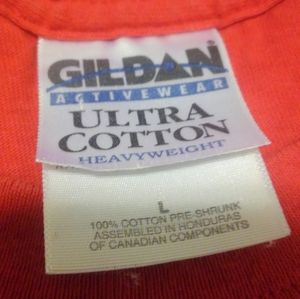 GILDAN
ACTIVEWEAR
ULTRA
COTTON
HEAVYWEIGHT
L
100% COTTON PRE-SHRUNK
ASSEMBLED IN HONDURAS
OF CANADIAN COMPONENTS